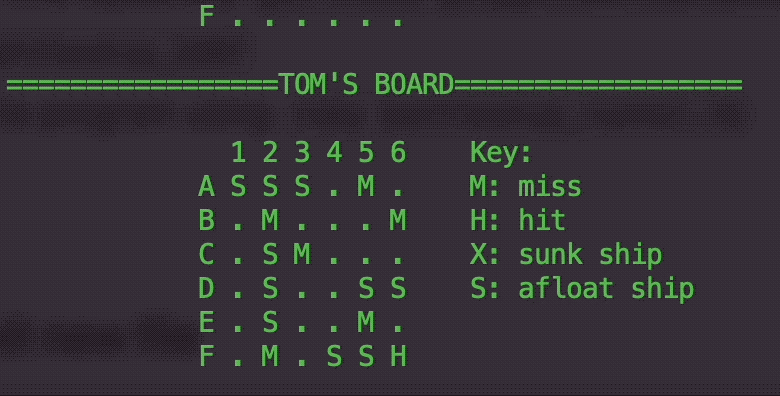 F . . . . . .
=================TOM'S BOARD==================
1 2 3 4 5 6 Key:
A S S S . M . M: miss
B . M . . . M H: hit
C . S M . . . X: sunk ship
D . S . . S S S: afloat ship
E . S . . M .
F . M . S S H